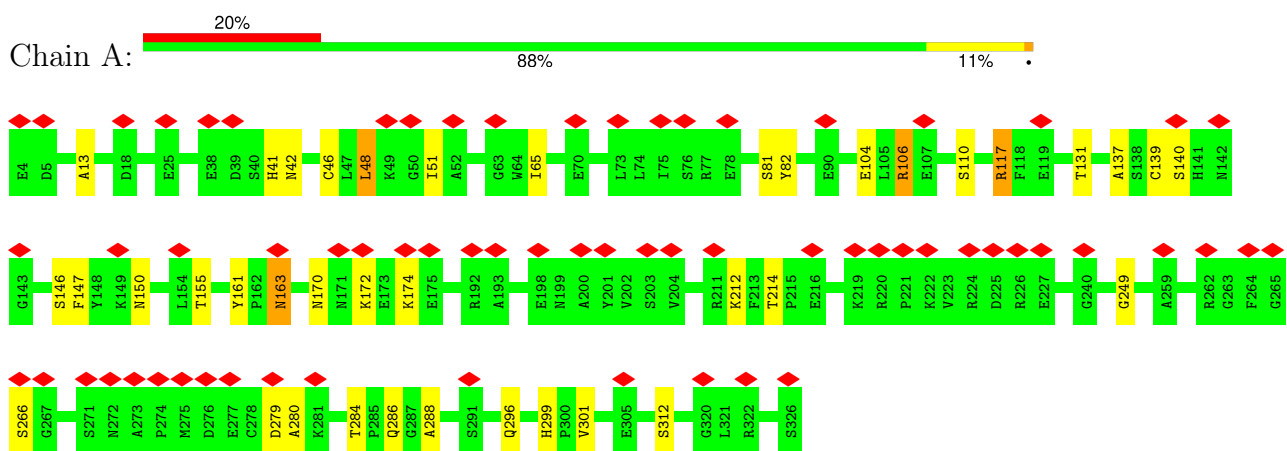 20%
Chain A:
88% 11% •
E4 D5 D18 E25 E38 D39 S40 H41 N42 C46 L47 L48 K49 G50 I51 A52 G63 W64 I65 E70 L73 L74 I75 S76 R77 E78 S81 Y82 E90 E104 L105 R106 E107 S110 R117 F118 E119 T131 A137 S138 C139 S140 H141 N142
G143 S146 F147 Y148 K149 N150 L154 T155 Y161 P162 N163 N170 N171 K172 E173 K174 E175 R192 A193 E198 N199 A200 Y201 V202 S203 V204 R211 K212 F213 T214 P215 E216 K219 R220 P221 K222 V223 R224 D225 R226 E227 G240 G249 A259 R262 G263 F264 G265
S266 G267 S271 N272 A273 P274 M275 D276 E277 C278 D279 A280 K281 T284 P285 Q286 G287 A288 S291 Q296 H299 P300 V301 E305 S312 G320 L321 R322 S326